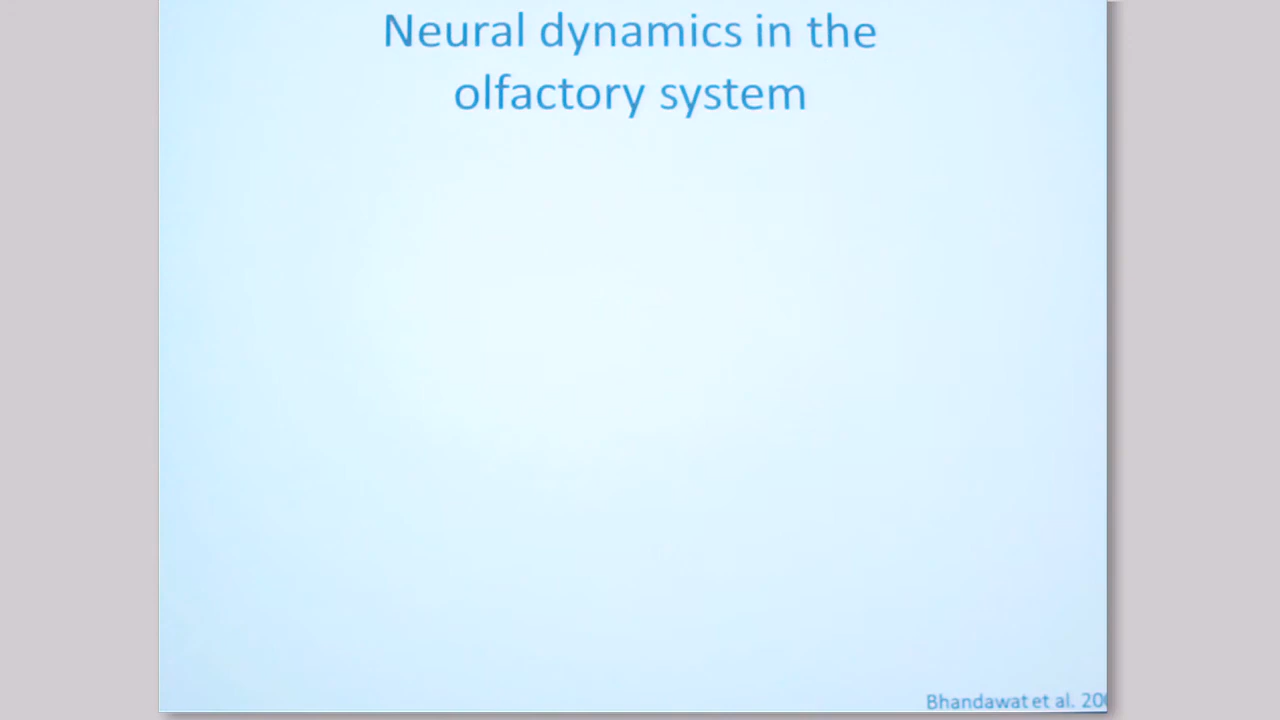 Neural dynamics in the
olfactory system
Bhandawat et al.